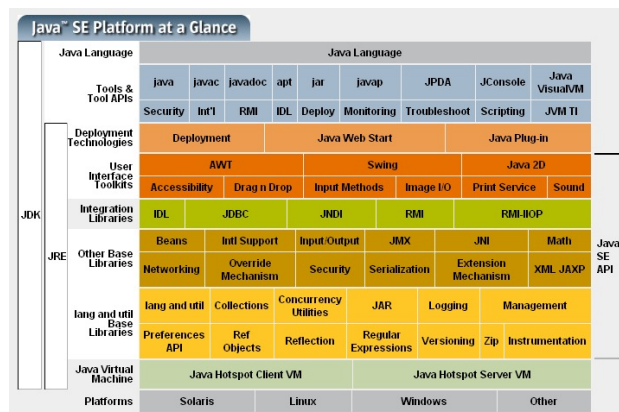 Java™ SE Platform at a Glance
Java Language
Java Language
Tools &
Tool APIs
java javac javadoc apt jar javap JPDA JConsole Java
VisualVM
Security Int'l RMI IDL Deploy Monitoring Troubleshoot Scripting JVM TI
Deployment
Technologies
Deployment Java Web Start Java Plug-in
User
Interface
Toolkits
AWT Swing Java 2D
Accessibility Drag n Drop Input Methods Image I/O Print Service Sound
Integration
Libraries
IDL JDBC JNDI RMI RMI-IIOP
JDK
JRE
Other Base
Libraries
Beans Intl Support Input/Output JMX JNI Math
Networking Override
Mechanism Security Serialization Extension
Mechanism XML JAXP
Java
SE
API
lang and util
Base
Libraries
lang and util Collections Concurrency
Utilities JAR Logging Management
Preferences
API Ref
Objects Reflection Regular
Expressions Versioning Zip Instrumentation
Java Virtual
Machine
Java Hotspot Client VM Java Hotspot Server VM
Platforms
Solaris Linux Windows Other